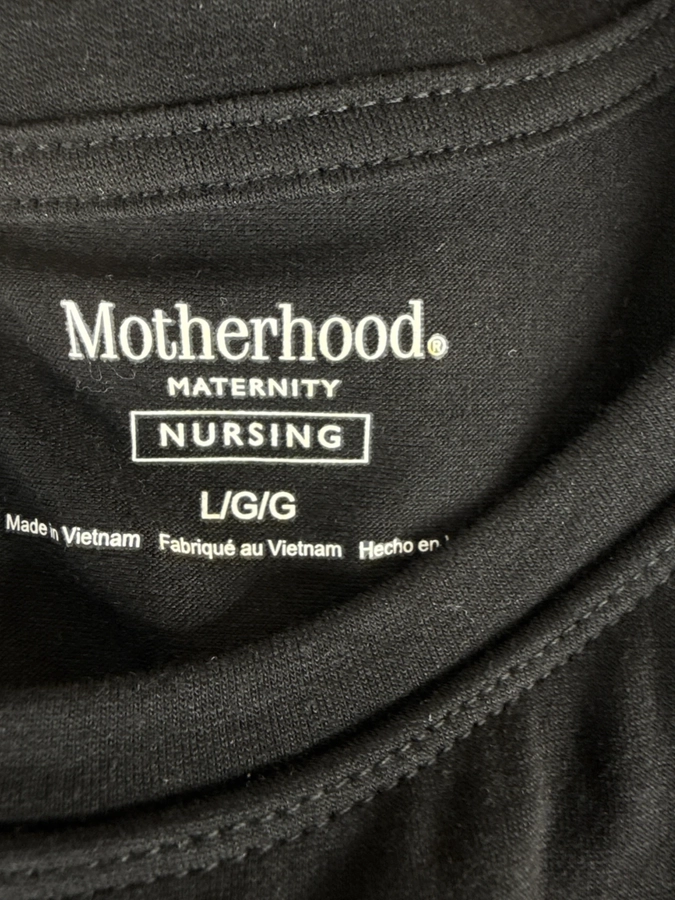 Motherhood®
MATERNITY
NURSING
L/G/G
Made in Vietnam Fabriqué au Vietnam Hecho en